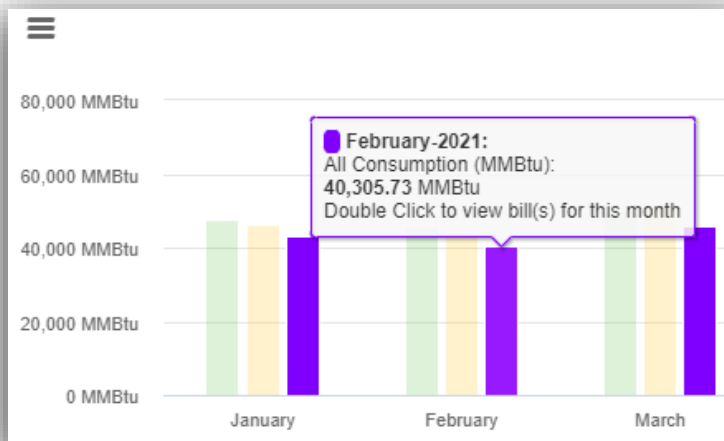 80,000 MMBtu
60,000 MMBtu
40,000 MMBtu
20,000 MMBtu
0 MMBtu
February-2021:
All Consumption (MMBtu):
40,305.73 MMBtu
Double Click to view bill(s) for this month
January
February
March